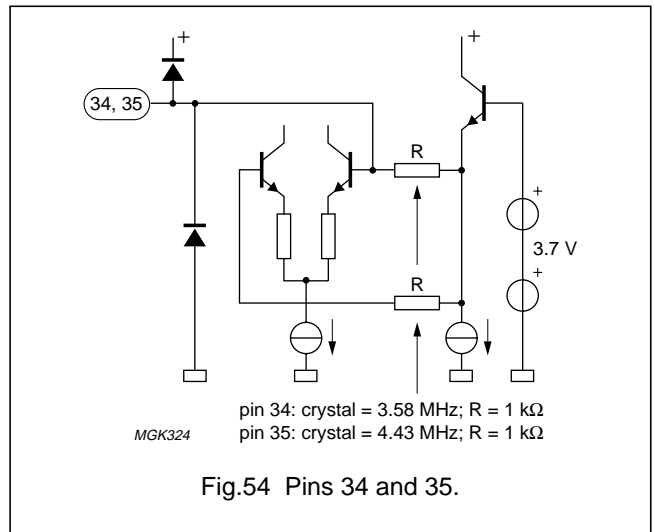 +
+
34, 35
R
+
3.7 V
R
+
pin 34: crystal = 3.58 MHz; R = 1 kΩ
MGK324
pin 35: crystal = 4.43 MHz; R = 1 kΩ
Fig.54 Pins 34 and 35.